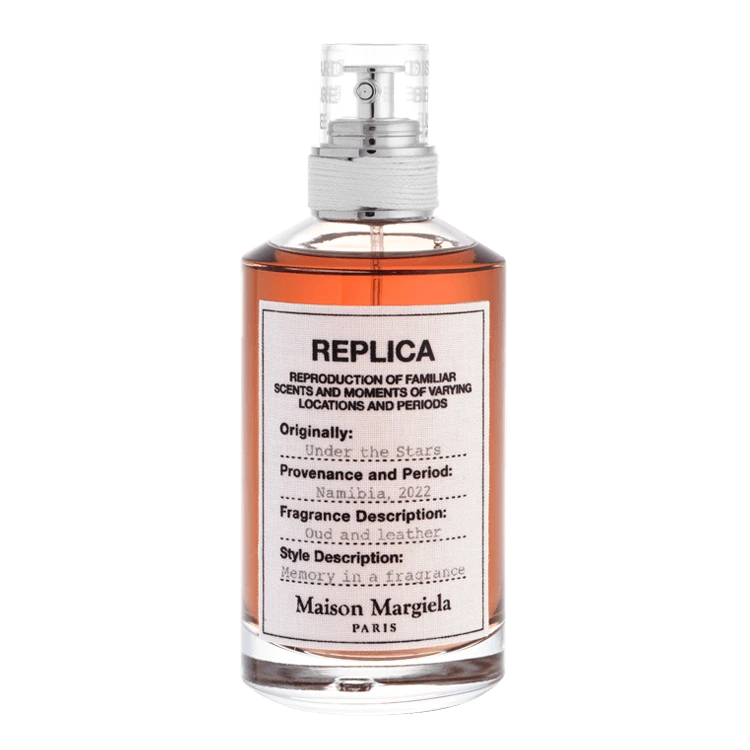 REPLICA
REPRODUCTION OF FAMILIAR
SCENTS AND MOMENTS OF VARYING
LOCATIONS AND PERIODS
Originally:
Under the Stars
Provenance and Period:
Namibia, 2022
Fragrance Description:
Oud and leather
Style Description:
Memory in a fragrance
Maison Margiela
PARIS